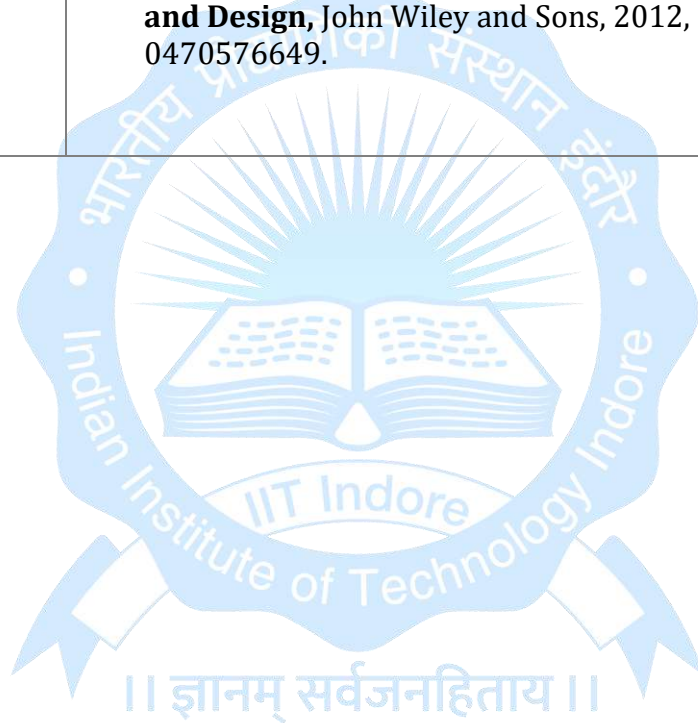 and Design, John Wiley and Sons, 2012,
0470576649.
भारतीय प्रौद्योगिकी संस्थान इंदौर
Indian Institute of Technology Indore
IIT Indore
।। ज्ञानम् सर्वजनहिताय ।।